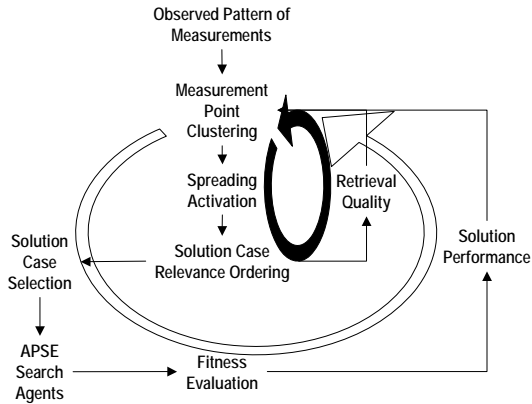 Observed Pattern of
Measurements
Measurement
Point
Clustering
Spreading
Activation
Retrieval
Quality
Solution Case
Relevance Ordering
Solution
Case
Selection
Solution
Performance
APSE
Search
Agents
Fitness
Evaluation